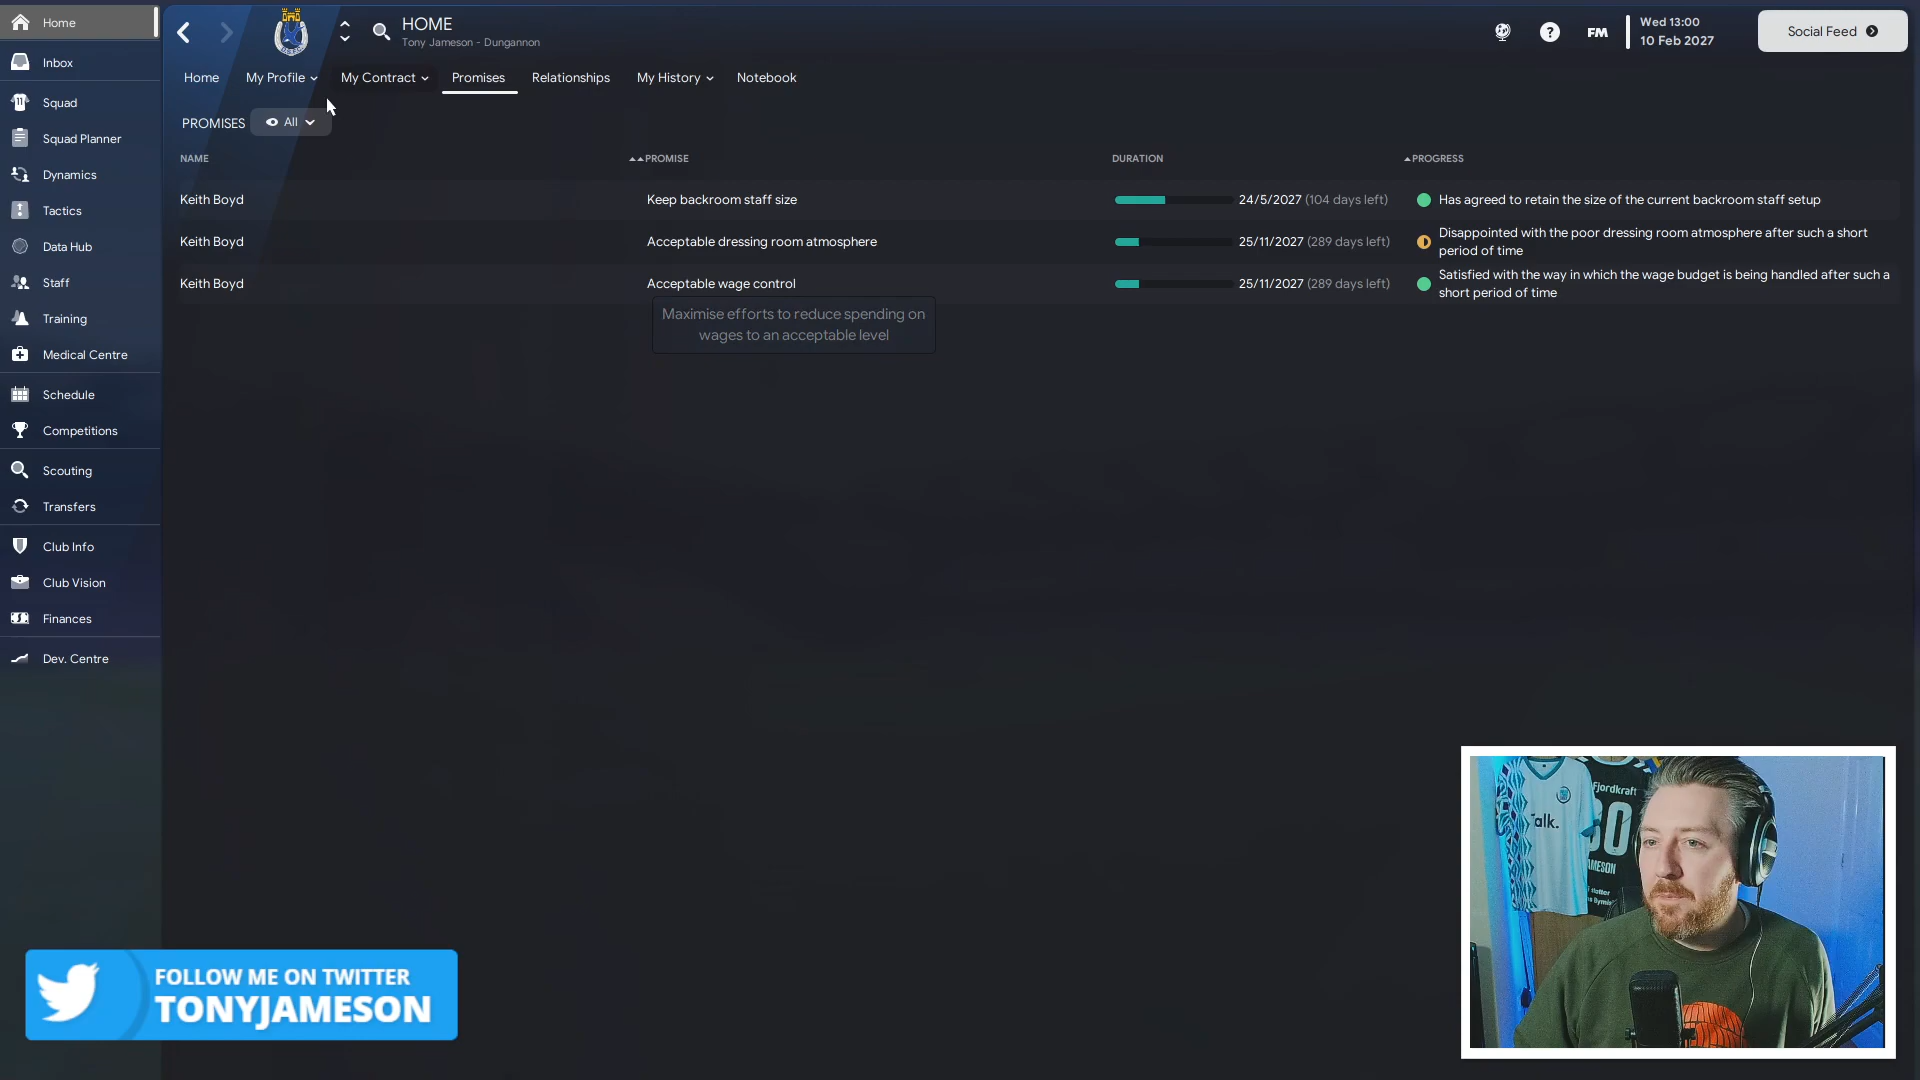 Home
HOME
Tony Jameson - Dungannon
FM
Wed 13:00
10 Feb 2027
Social Feed
Inbox
Home
My Profile
My Contract
Promises
Relationships
My History
Notebook
Squad
PROMISES
All
Squad Planner
NAME
PROMISE
DURATION
PROGRESS
Dynamics
Keith Boyd
Keep backroom staff size
24/5/2027 (104 days left)
Has agreed to retain the size of the current backroom staff setup
Tactics
Keith Boyd
Acceptable dressing room atmosphere
25/11/2027 (289 days left)
Disappointed with the poor dressing room atmosphere after such a short
period of time
Data Hub
Keith Boyd
Acceptable wage control
25/11/2027 (289 days left)
Satisfied with the way in which the wage budget is being handled after such a
short period of time
Staff
Maximise efforts to reduce spending on
wages to an acceptable level
Training
Medical Centre
Schedule
Competitions
Scouting
Transfers
Club Info
Club Vision
Finances
Dev. Centre
Fjordkraft
Talk.
JAMESON
FOLLOW ME ON TWITTER
TONYJAMESON